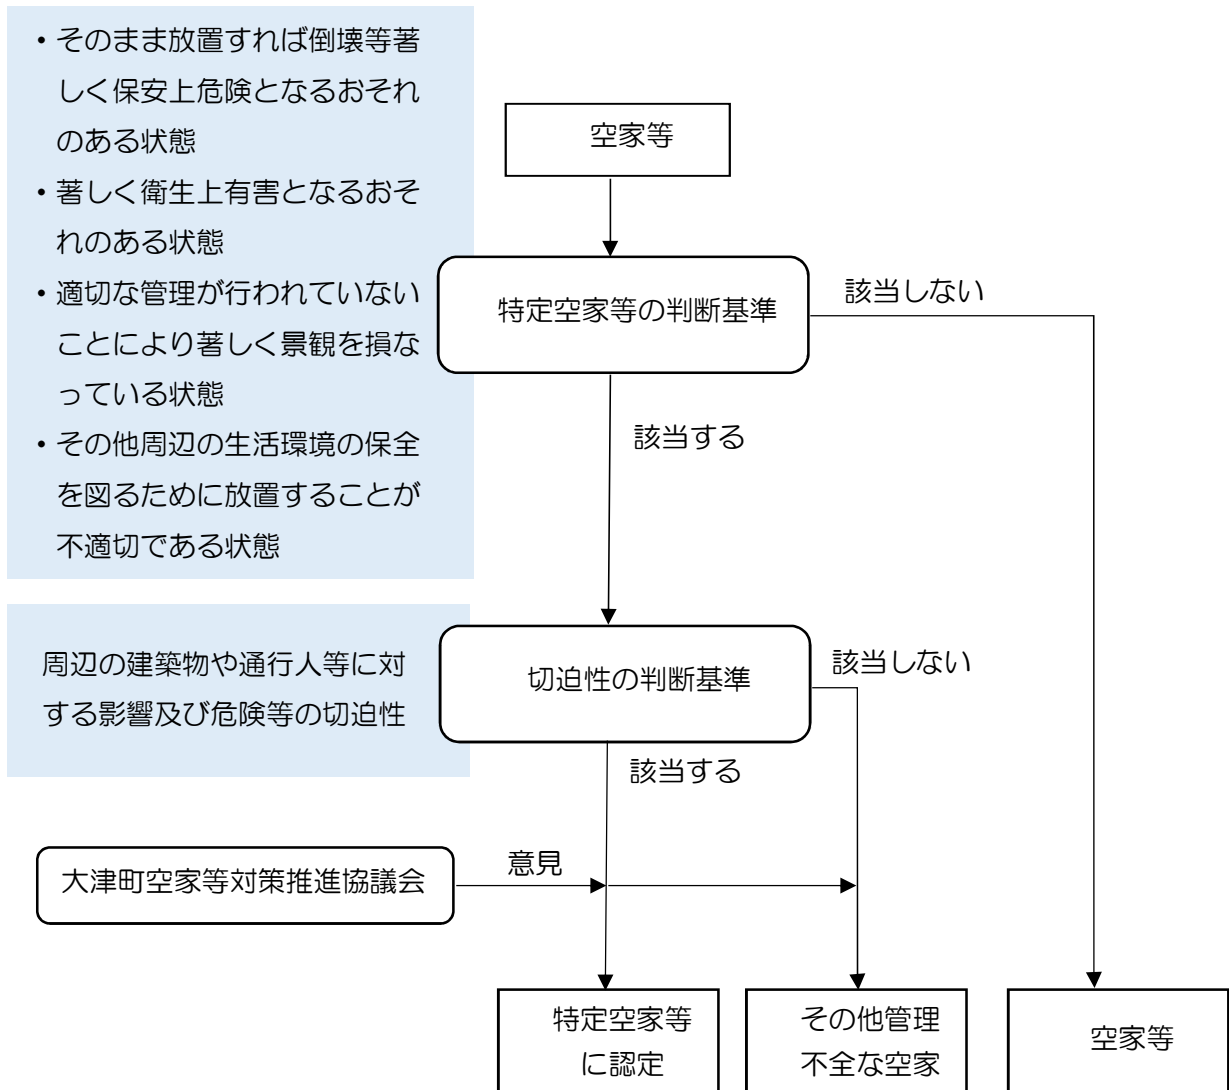 ・そのまま放置すれば倒壊等著
しく保安上危険となるおそれ
のある状態
・著しく衛生上有害となるおそ
れのある状態
・適切な管理が行われていない
ことにより著しく景観を損な
っている状態
・その他周辺の生活環境の保全
を図るために放置することが
不適切である状態
空家等
特定空家等の判断基準
該当しない
該当する
周辺の建築物や通行人等に対
する影響及び危険等の切迫性
切迫性の判断基準
該当しない
該当する
大津町空家等対策推進協議会
意見
特定空家等
に認定
その他管理
不全な空家
空家等